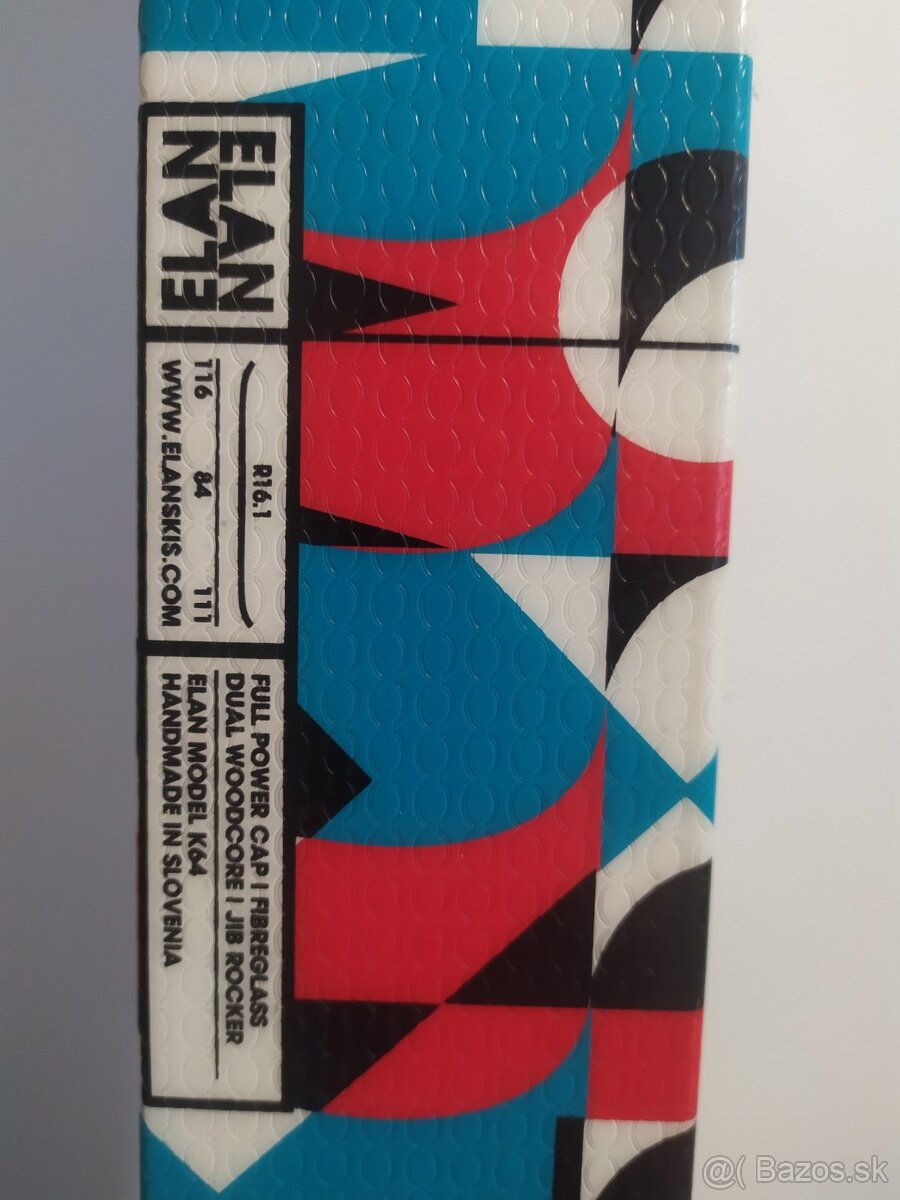 ELAN
ELAN
R16.1
116 84 111
WWW.ELANSKIS.COM
FULL POWER CAP | FIBREGLASS
DUAL WOODCORE | JIB ROCKER
ELAN MODEL K64
HANDMADE IN SLOVENIA
@( Bazos.sk